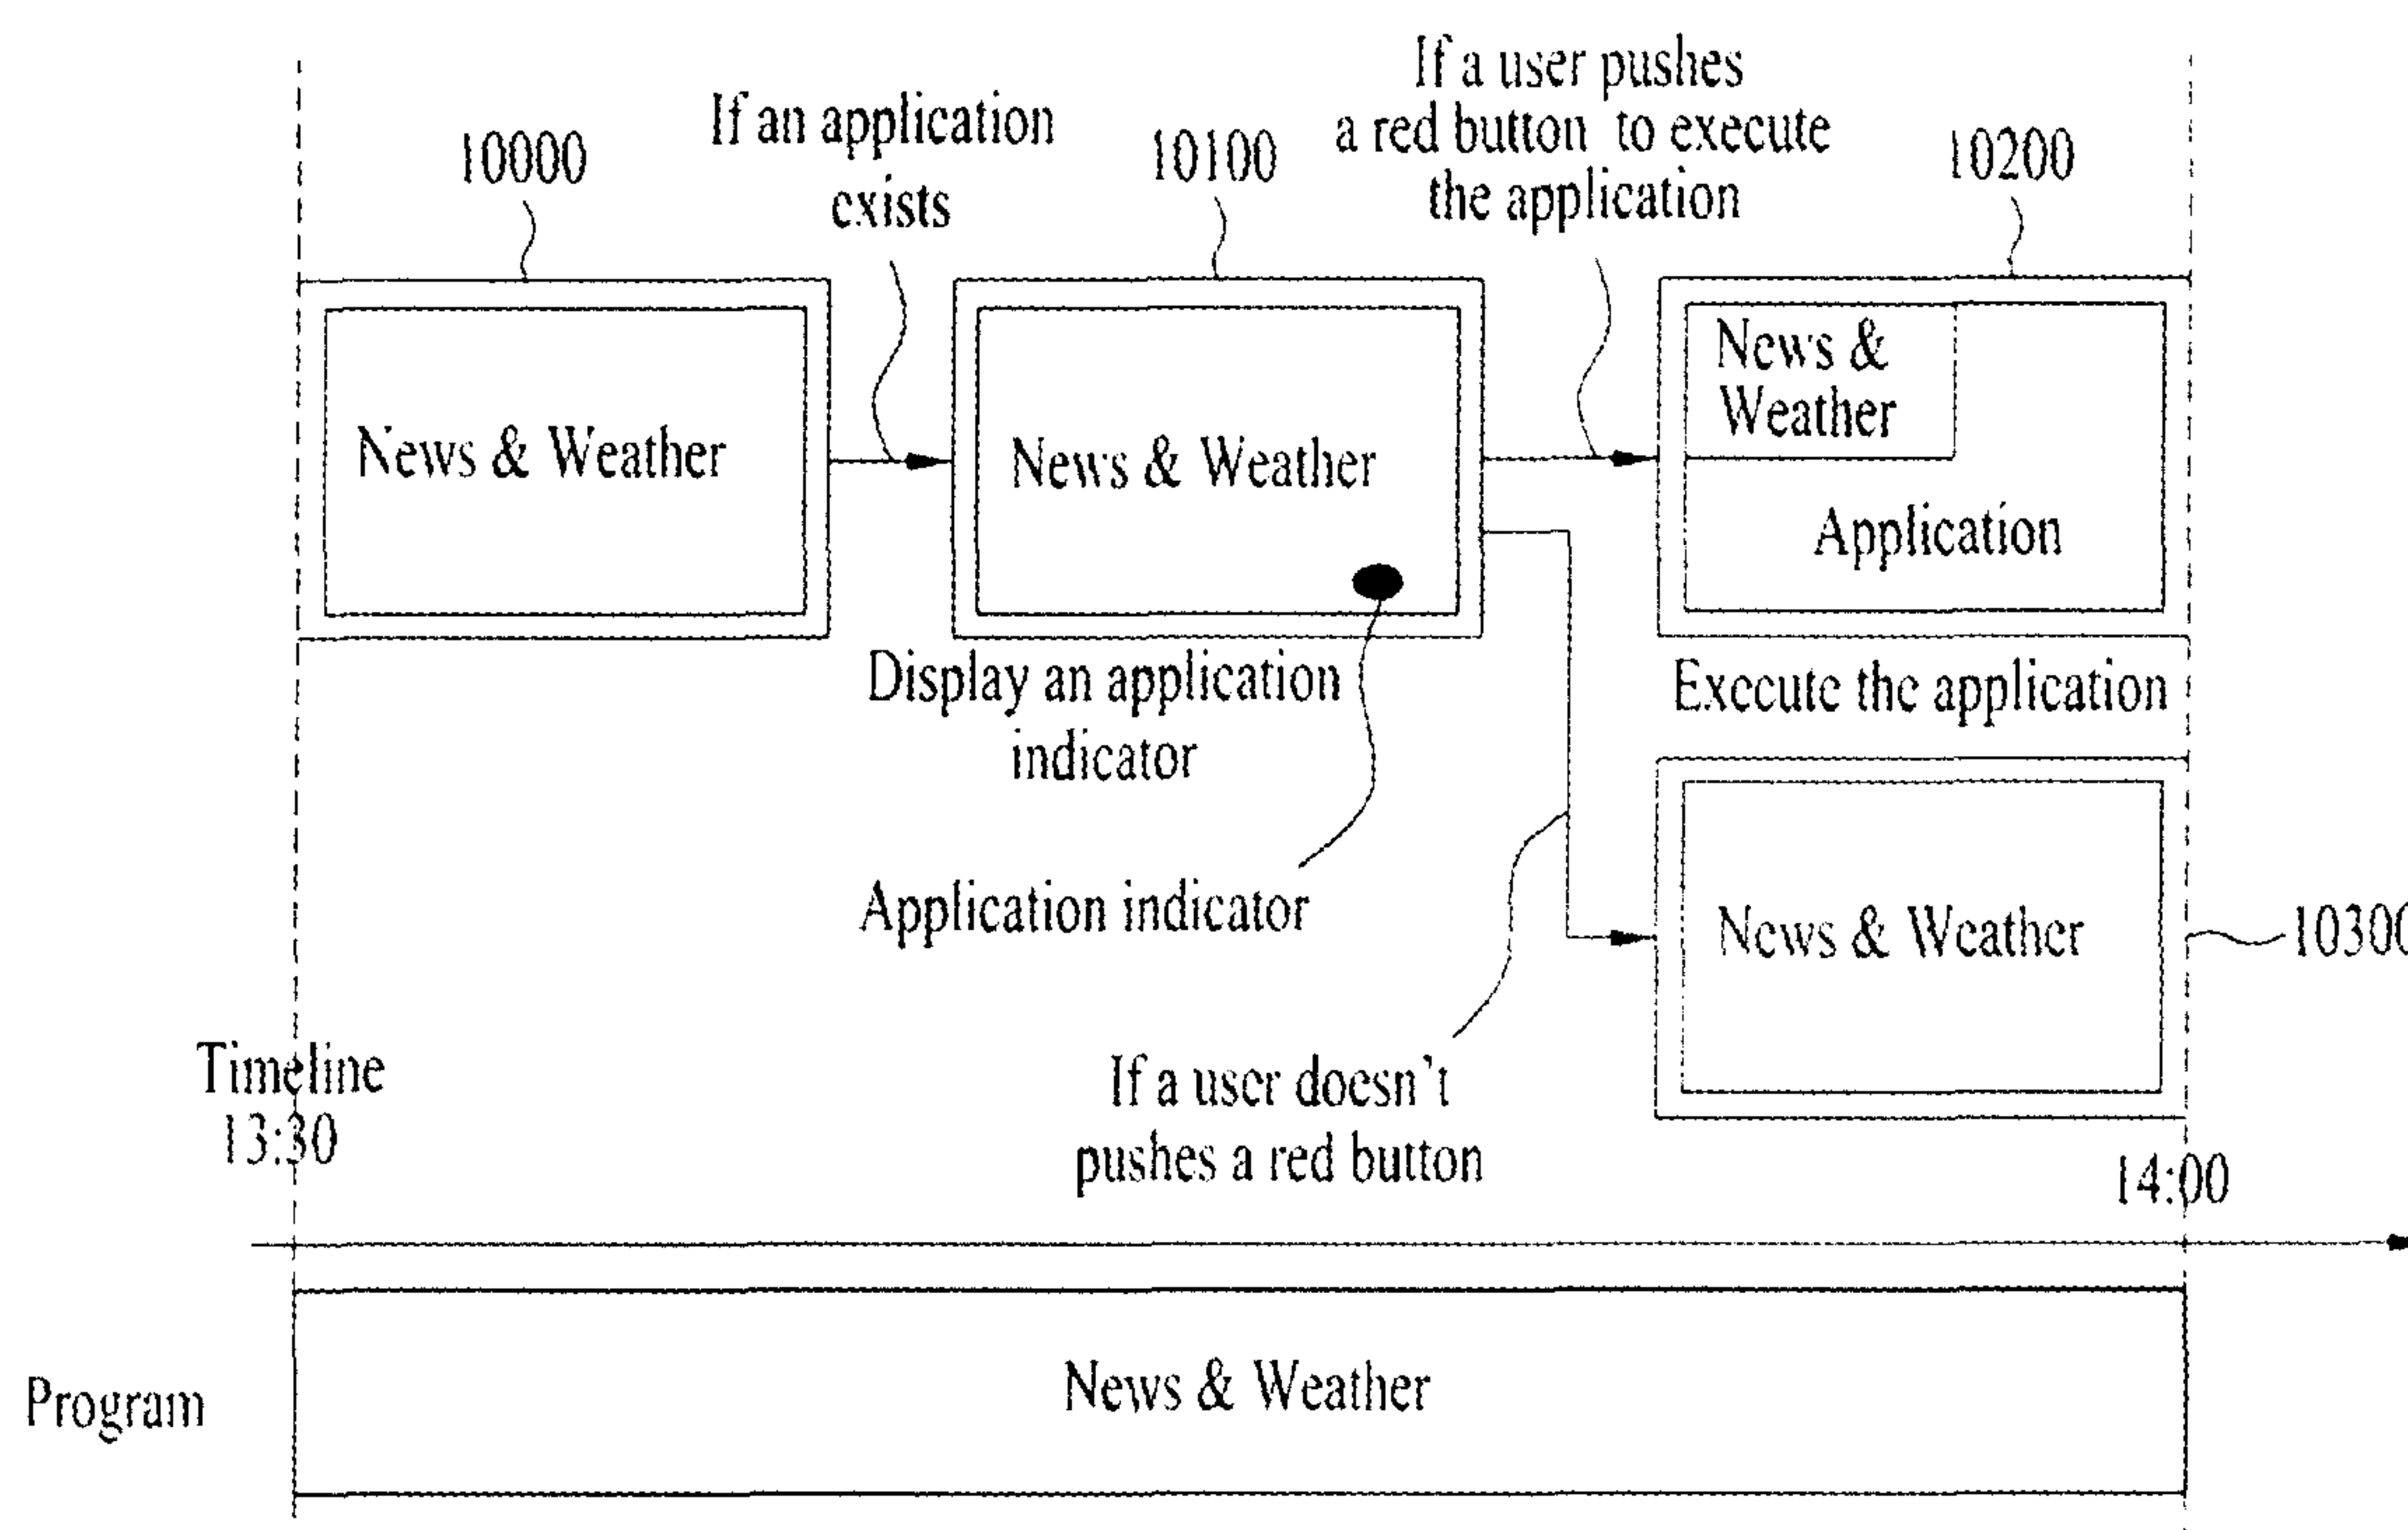 If a user pushes
a red button to execute
the application
If an application
exists
10000
10100
10200
News & Weather
News & Weather
News &
Weather
Application
Display an application
indicator
Execute the application
Application indicator
News & Weather
10300
Timeline
13:30
If a user doesn't
pushes a red button
14:00
Program
News & Weather